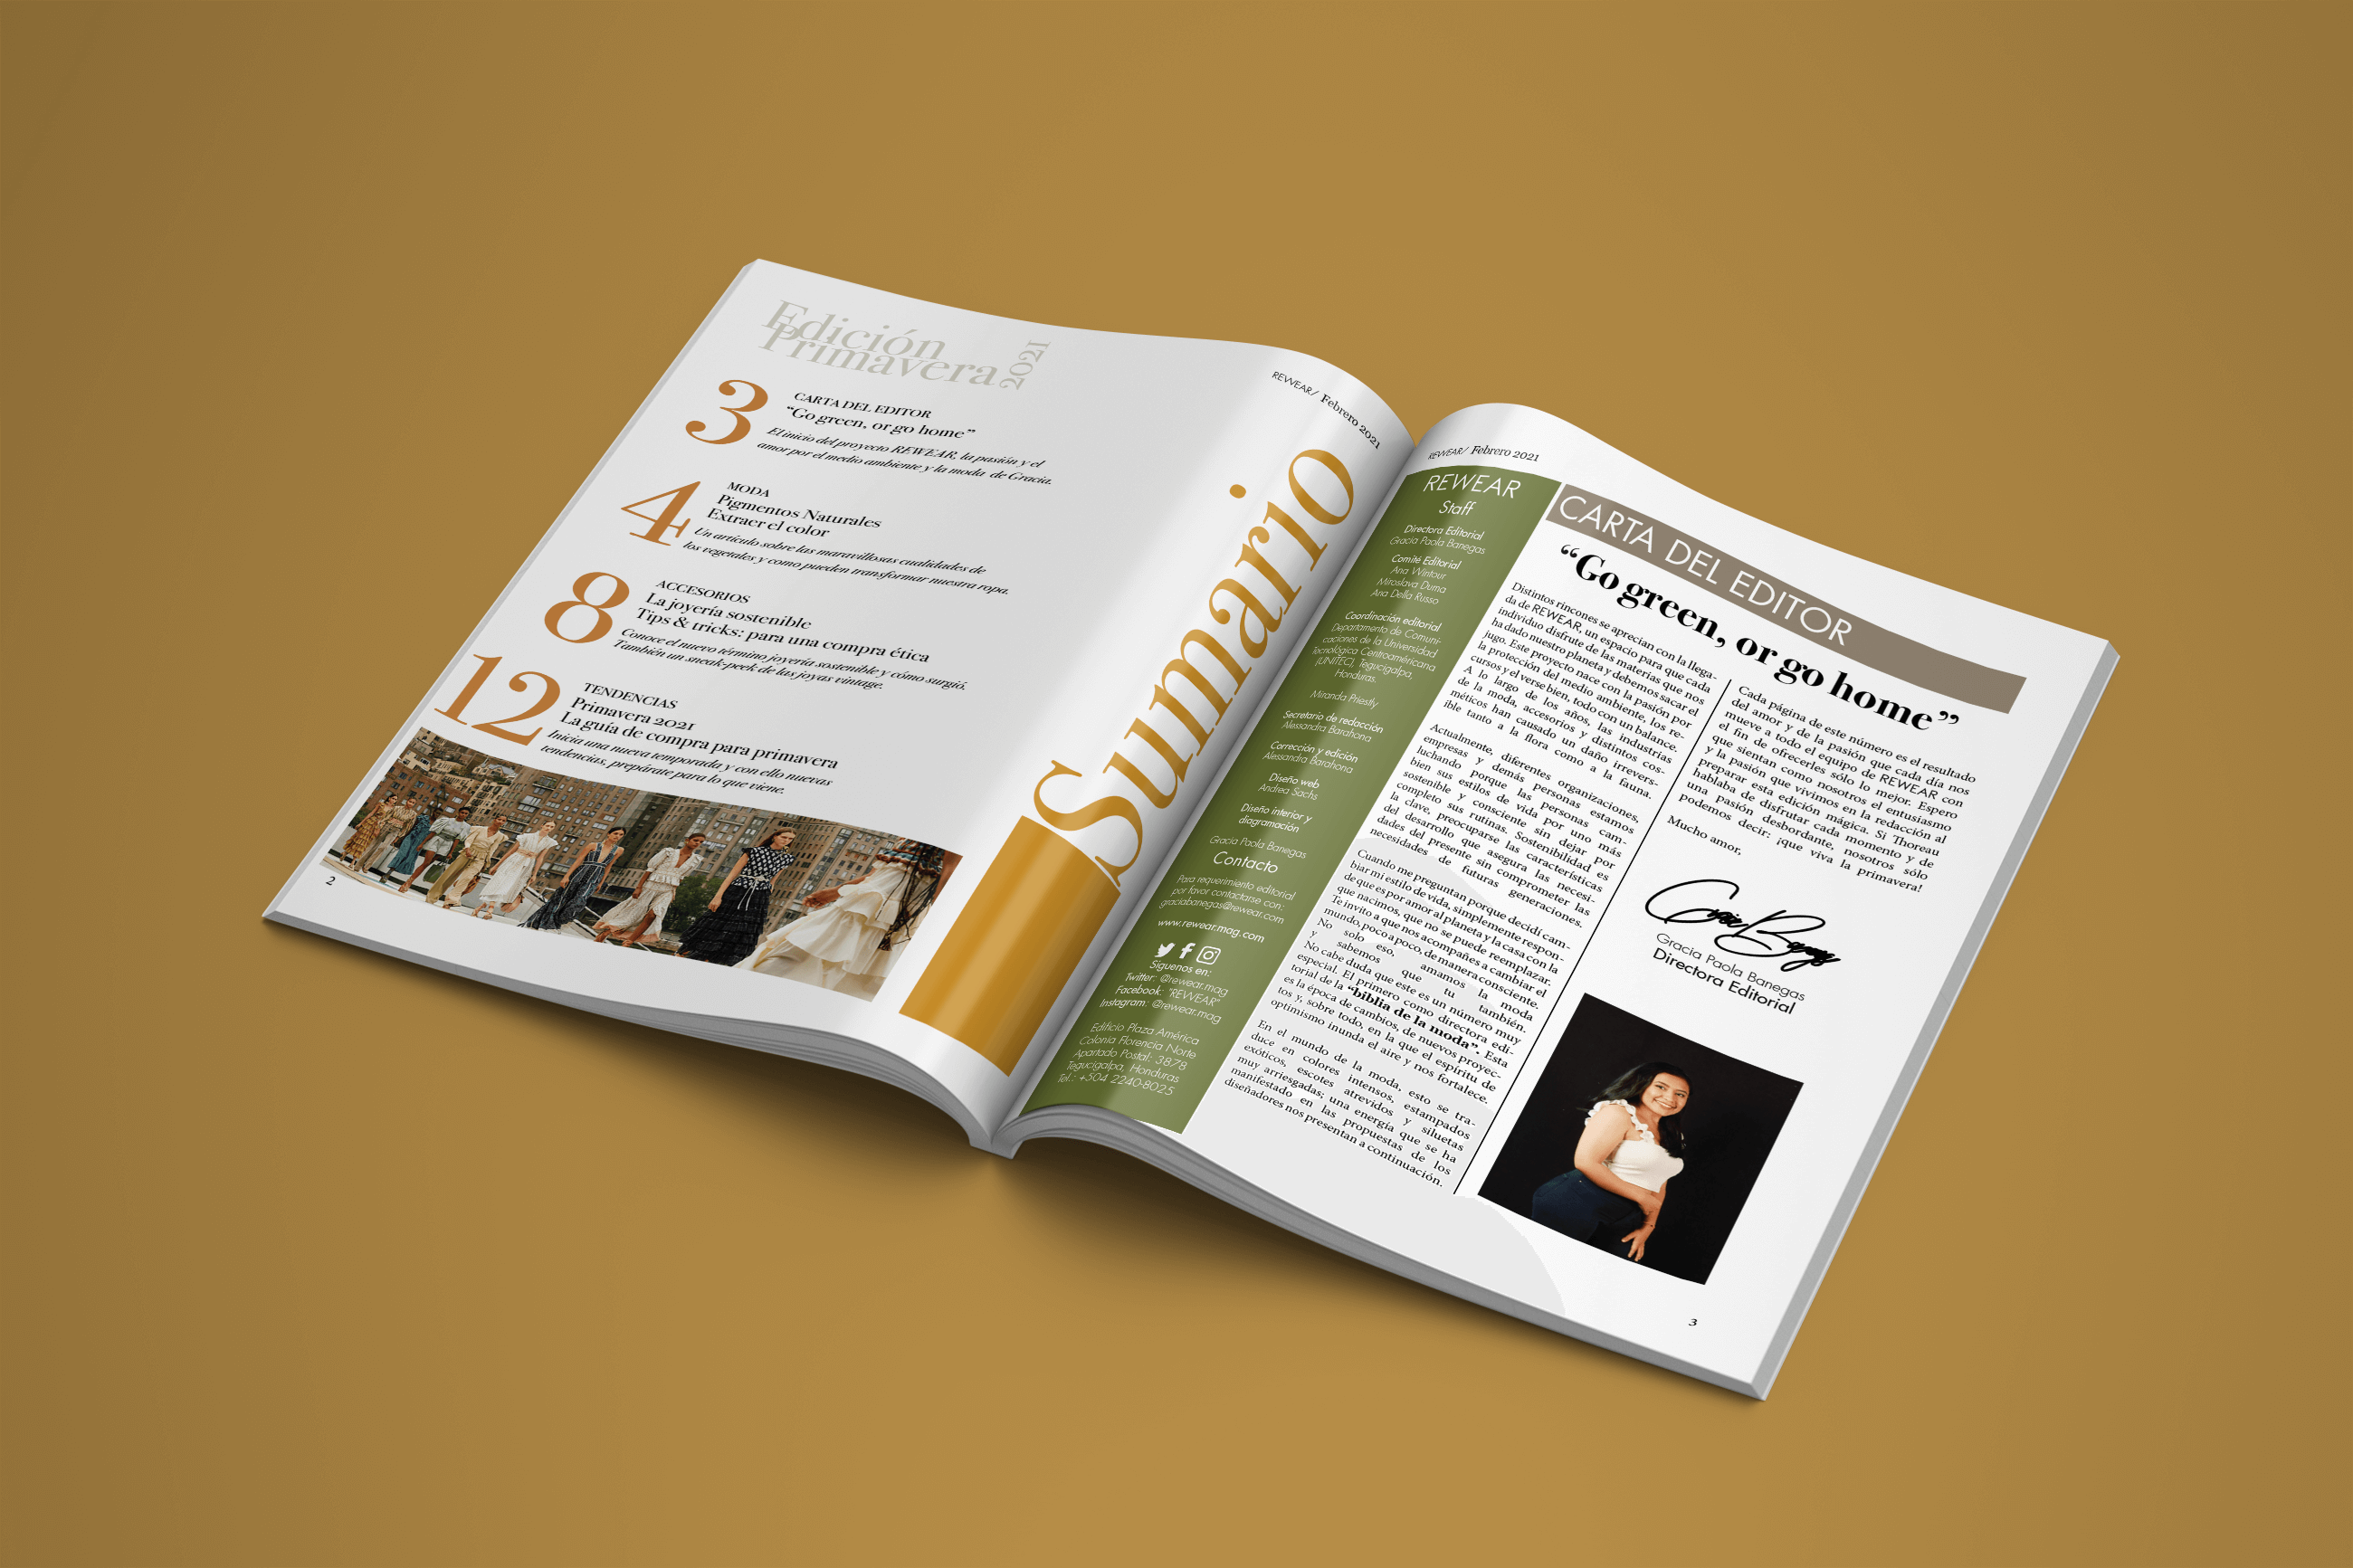 Edición
Primavera
2021
3
CARTA DEL EDITOR
“Go green, or go home”
El inicio del proyecto REWEAR, la pasión y el
amor por el medio ambiente y la moda de Gracia.
4
MODA
Pigmentos Naturales
Extraer el color
Un artículo sobre las maravillosas cualidades de
los vegetales y como pueden transformar nuestra ropa.
8
ACCESORIOS
La joyería sostenible
Tips & tricks: para una compra ética
Conoce el nuevo término joyería sostenible y cómo surgió.
También un sneak-peek de las joyas vintage.
12
TENDENCIAS
Primavera 2021
La guía de compra para primavera
Inicia una nueva temporada y con ello nuevas
tendencias, prepárate para lo que viene.
2
REWEAR/ Febrero 2021
Sumario
REWEAR/ Febrero 2021
REWEAR
Staff
Directora Editorial
Gracia Paola Banegas
Comité Editorial
Ana Wintour
Miroslava Duma
Ana Della Russo
Coordinación editorial
Departamento de Comuni-
caciones de la Universidad
Tecnológica Centroaméricana
(UNITEC), Tegucigalpa,
Honduras.
Miranda Priestly
Secretario de redacción
Alessandra Barahona
Corrección y edición
Alessandra Barahona
Diseño web
Andrea Sachs
Diseño interior y
diagramación
Gracia Paola Banegas
Contacto
Para requerimiento editorial
por favor contactarse con:
graciabanegas@rewear.com
www.rewear.mag.com
Síguenos en:
Twitter: @rewear.mag
Facebook: "REWEAR"
Instagram: @rewear.mag
Edificio Plaza América
Colonia Florencia Norte
Apartado Postal: 3878
Tegucigalpa, Honduras
Tel.: +504 2240-8025
CARTA DEL EDITOR
“Go green, or go home”
Distintos rincones se aprecian con la llega-
da de REWEAR, un espacio para que cada
individuo disfrute de las materias que nos
ha dado nuestro planeta y debemos sacar el
jugo. Este proyecto nace con la pasión por
la protección del medio ambiente, los re-
cursos y el verse bien, todo con un balance.
A lo largo de los años, las industrias
de la moda, accesorios y distintos cos-
méticos han causado un daño irrevers-
ible tanto a la flora como a la fauna.
Actualmente, diferentes organizaciones,
empresas y demás personas estamos
luchando porque las personas cam-
bien sus estilos de vida por uno más
sostenible y consciente sin dejar por
completo sus rutinas. Sostenibilidad es
la clave, preocuparse las características
del desarrollo que asegura las necesi-
dades del presente sin comprometer las
necesidades de futuras generaciones.
Cuando me preguntan porque decidí cam-
biar mi estilo de vida, simplemente respon-
de que es por amor al planeta y la casa con la
que nacimos, que no se puede reemplazar.
Te invito a que nos acompañes a cambiar el
mundo, poco a poco, de manera consciente.
No solo eso, amamos la moda
y sabemos que tu también.
No cabe duda que este es un número muy
especial. El primero como directora edi-
torial de la “biblia de la moda”. Esta
es la época de cambios, de nuevos proyec-
tos y, sobre todo, en la que el espíritu de
optimismo inunda el aire y nos fortalece.
En el mundo de la moda, esto se tra-
duce en colores intensos, estampados
exóticos, escotes atrevidos y siluetas
muy arriesgadas; una energía que se ha
manifestado en las propuestas de los
diseñadores nos presentan a continuación.
Cada página de este número es el resultado
del amor y de la pasión que cada día nos
mueve a todo el equipo de REWEAR con
el fin de ofrecerles sólo lo mejor. Espero
que sientan como nosotros el entusiasmo
y la pasión que vivimos en la redacción al
preparar esta edición mágica. Si Thoreau
hablaba de disfrutar cada momento y de
una pasión desbordante, nosotros sólo
podemos decir: ¡que viva la primavera!
Mucho amor,
Gracia Paola Banegas
Directora Editorial
3